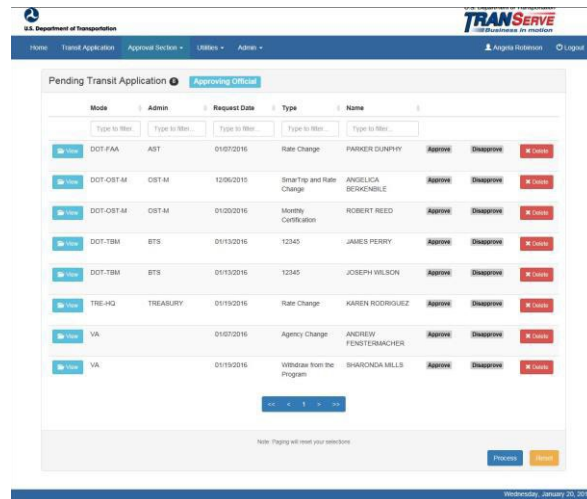 U.S. Department of Transportation
U.S. Department of Transportation
TRANSERVE
Business in motion
Home Transit Application Approval Section Utilities Admin Angela Robinson Logout
Pending Transit Application 8 Approving Official
Mode Admin Request Date Type Name
Type to filter... Type to filter... Type to filter... Type to filter... Type to filter...
View DOT-FAA AST 01/07/2016 Rate Change PARKER DUNPHY Approve Disapprove Delete
View DOT-OST-M OST-M SmarTrip and Rate Change ANGELICA BERKENBILE Approve Disapprove Delete
View DOT-OST-M OST-M 01/20/2016 Monthly Certification ROBERT REED Approve Disapprove Delete
View DOT-TBM BTS 01/13/2016 12345 JAMES PERRY Approve Disapprove Delete
View DOT-TBM BTS 01/13/2016 12345 JOSEPH WILSON Approve Disapprove Delete
View TRE-HQ TREASURY 01/19/2016 Rate Change KAREN RODRIGUEZ Approve Disapprove Delete
View VA 01/07/2016 Agency Change ANDREW FENSTERMACHER Approve Disapprove Delete
View VA 01/19/2016 Withdraw from the Program SHARONDA MILLS Approve Disapprove Delete
<< < 1 > >>
Note: Paging will reset your selections
Process Reset
Wednesday, January 20, 201